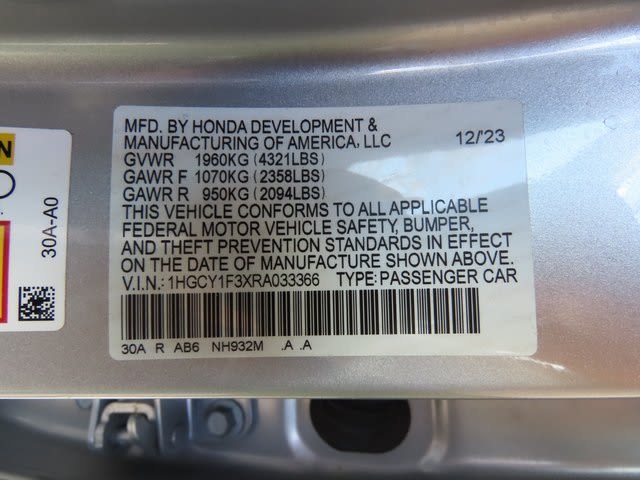 MFD. BY HONDA DEVELOPMENT &
MANUFACTURING OF AMERICA, LLC 12/'23
GVWR 1960KG (4321LBS)
GAWR F 1070KG (2358LBS)
GAWR R 950KG (2094LBS)
THIS VEHICLE CONFORMS TO ALL APPLICABLE
FEDERAL MOTOR VEHICLE SAFETY, BUMPER,
AND THEFT PREVENTION STANDARDS IN EFFECT
ON THE DATE OF MANUFACTURE SHOWN ABOVE.
V.I.N.: 1HGCY1F3XRA033366 TYPE: PASSENGER CAR
30A R AB6 NH932M .A .A
30A-A0